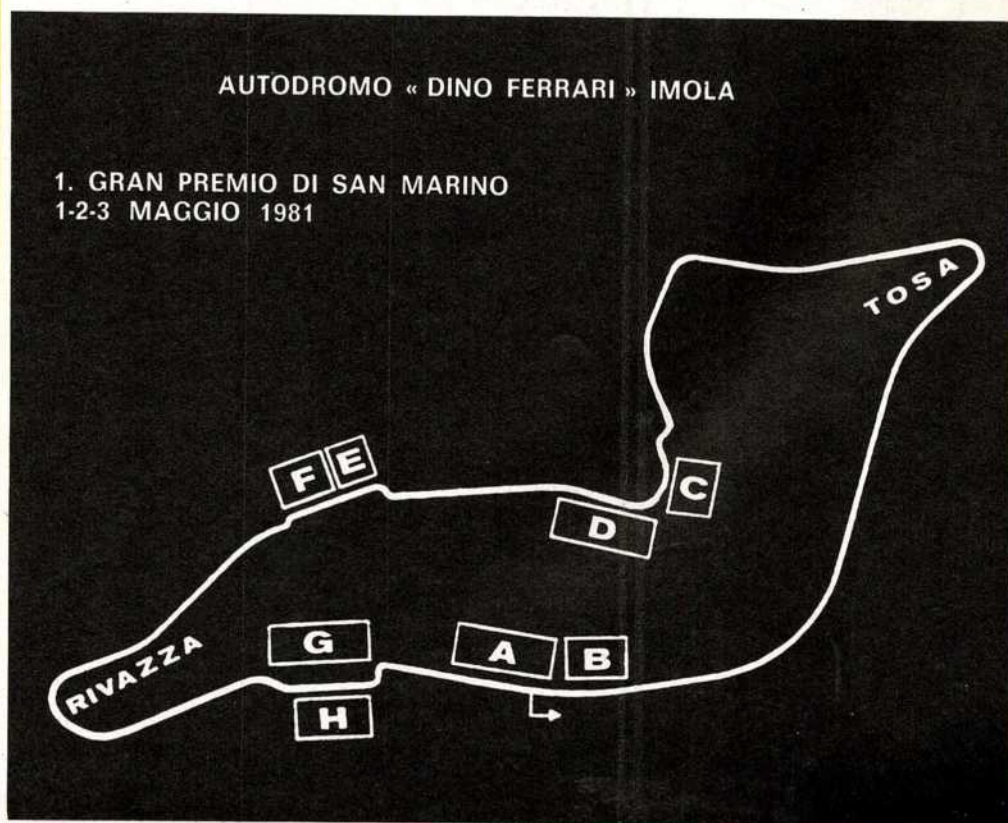 AUTODROMO « DINO FERRARI » IMOLA
1. GRAN PREMIO DI SAN MARINO
1-2-3 MAGGIO 1981
TOSA
F E
C
D
G
A B
RIVAZZA
H